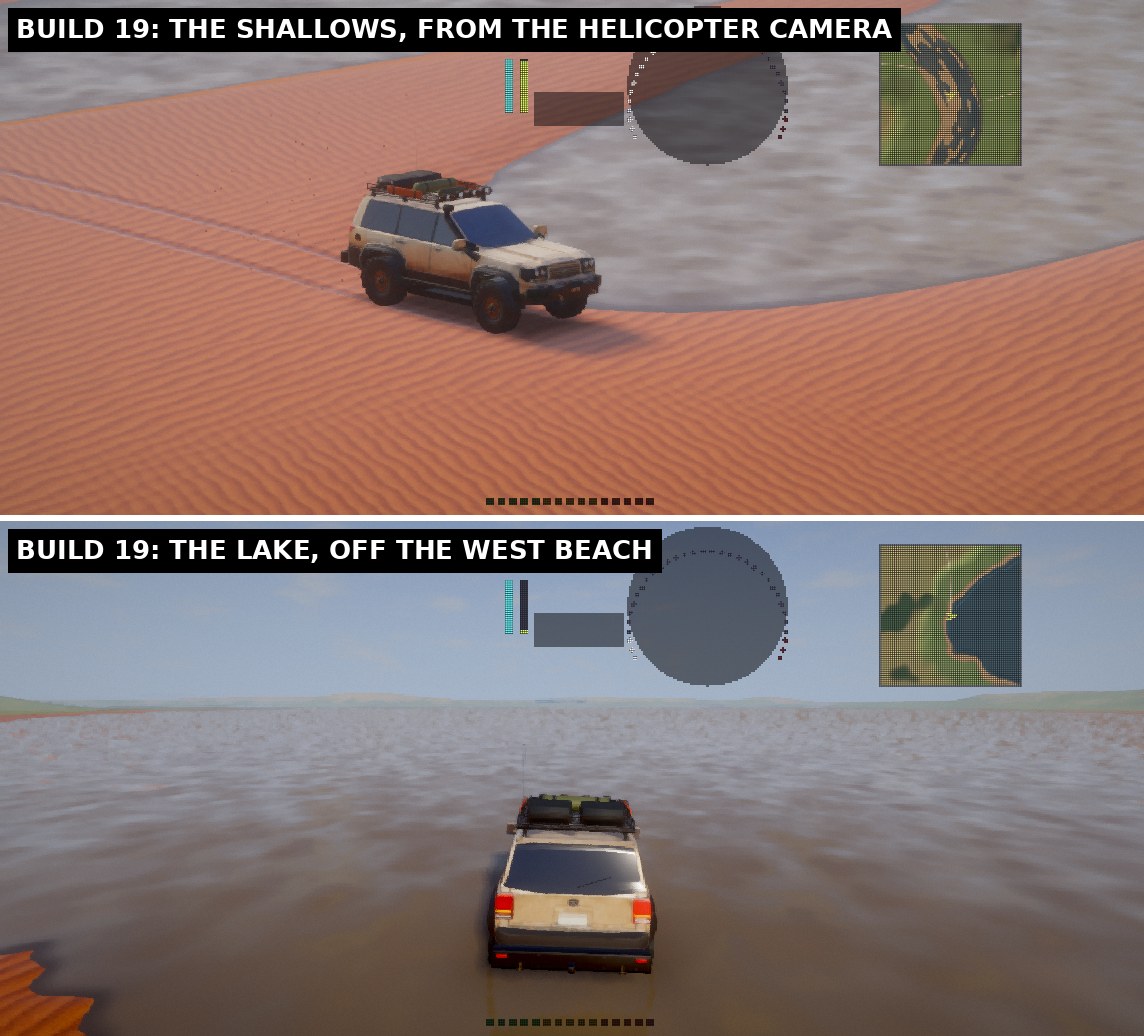 BUILD 19: THE SHALLOWS, FROM THE HELICOPTER CAMERA
BUILD 19: THE LAKE, OFF THE WEST BEACH